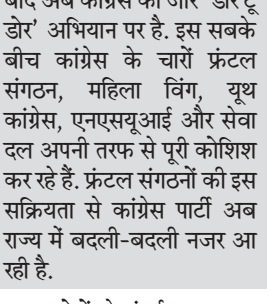 बाद अब कांग्रेस का जोर 'डोर टू
डोर' अभियान पर है. इस सबके
बीच कांग्रेस के चारों फ्रंटल
संगठन, महिला विंग, यूथ
कांग्रेस, एनएसयूआई और सेवा
दल अपनी तरफ से पूरी कोशिश
कर रहे हैं. फ्रंटल संगठनों की इस
सक्रियता से कांग्रेस पार्टी अब
राज्य में बदली-बदली नजर आ
रही है.